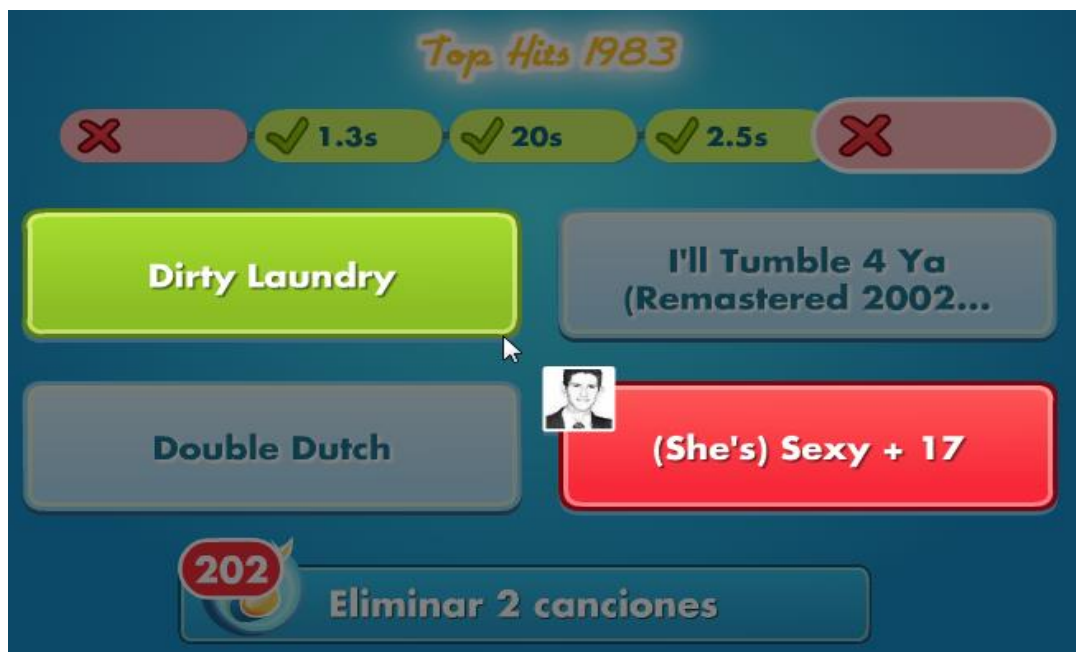 Top Hits 1983
1.3s 20s 2.5s
Dirty Laundry
I'll Tumble 4 Ya
(Remastered 2002...
Double Dutch
(She's) Sexy + 17
202
Eliminar 2 canciones